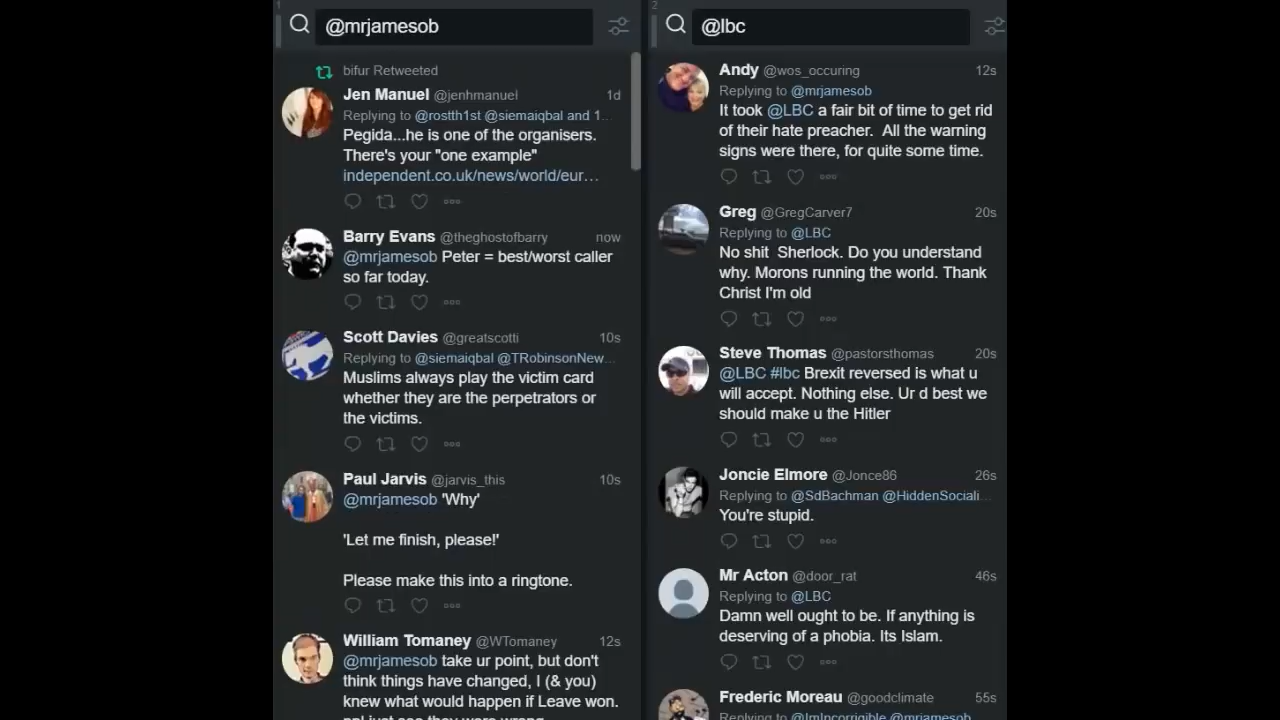 1
@mrjamesob
bifur Retweeted
Jen Manuel @jenhmanuel 1d
Replying to @rostth1st @siemaiqbal and 1...
Pegida...he is one of the organisers.
There's your "one example"
independent.co.uk/news/world/eur…
Barry Evans @theghostofbarry now
@mrjamesob Peter = best/worst caller
so far today.
Scott Davies @greatscotti 10s
Replying to @siemaiqbal @TRobinsonNew...
Muslims always play the victim card
whether they are the perpetrators or
the victims.
Paul Jarvis @jarvis_this 10s
@mrjamesob 'Why'
'Let me finish, please!'
Please make this into a ringtone.
William Tomaney @WTomaney 12s
@mrjamesob take ur point, but don't
think things have changed, I (& you)
knew what would happen if Leave won.
2
@lbc
Andy @wos_occuring 12s
Replying to @mrjamesob
It took @LBC a fair bit of time to get rid
of their hate preacher. All the warning
signs were there, for quite some time.
Greg @GregCarver7 20s
Replying to @LBC
No shit Sherlock. Do you understand
why. Morons running the world. Thank
Christ I'm old
Steve Thomas @pastorsthomas 20s
@LBC #lbc Brexit reversed is what u
will accept. Nothing else. Ur d best we
should make u the Hitler
Joncie Elmore @Jonce86 26s
Replying to @SdBachman @HiddenSociali...
You're stupid.
Mr Acton @door_rat 46s
Replying to @LBC
Damn well ought to be. If anything is
deserving of a phobia. Its Islam.
Frederic Moreau @goodclimate 55s
Replying to @ImIncorrigible @mrjamesob